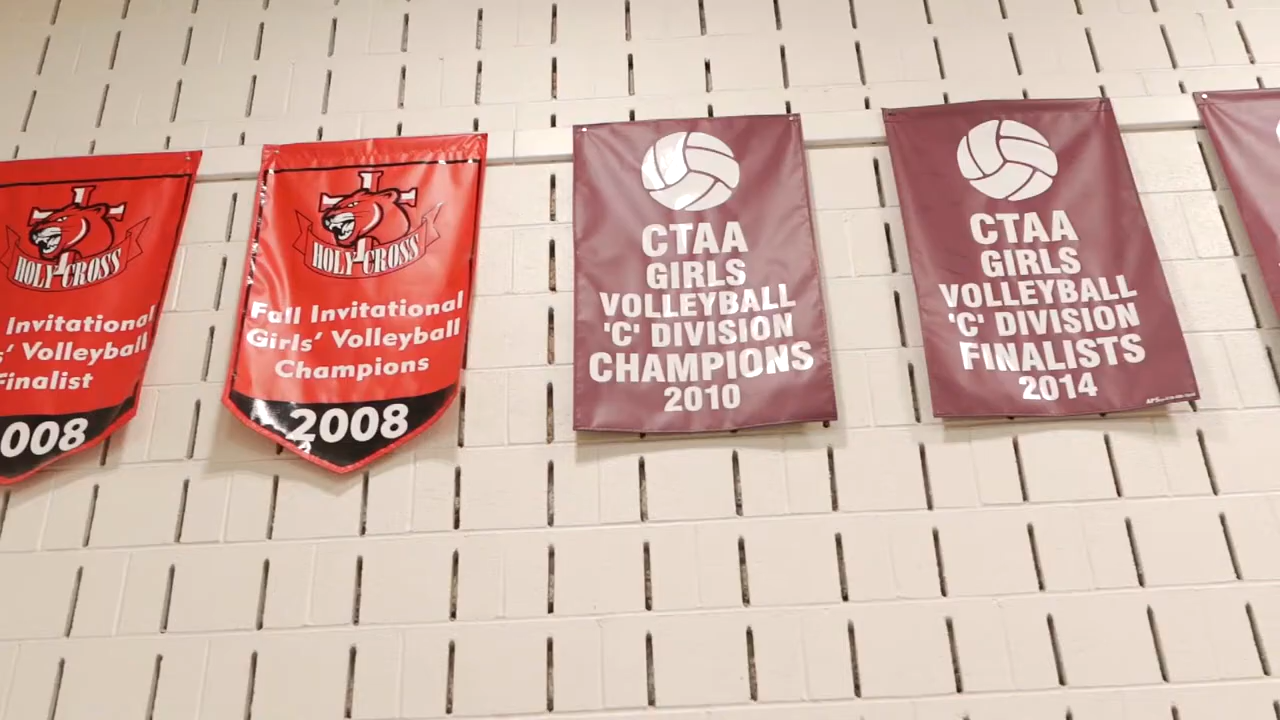 HOLY CROSS
Invitational
Volleyball
Finalist
HOLY CROSS
Fall Invitational
Girls' Volleyball
Champions
2008
CTAA
GIRLS
VOLLEYBALL
'C' DIVISION
CHAMPIONS
2010
CTAA
GIRLS
VOLLEYBALL
'C' DIVISION
FINALISTS
2014